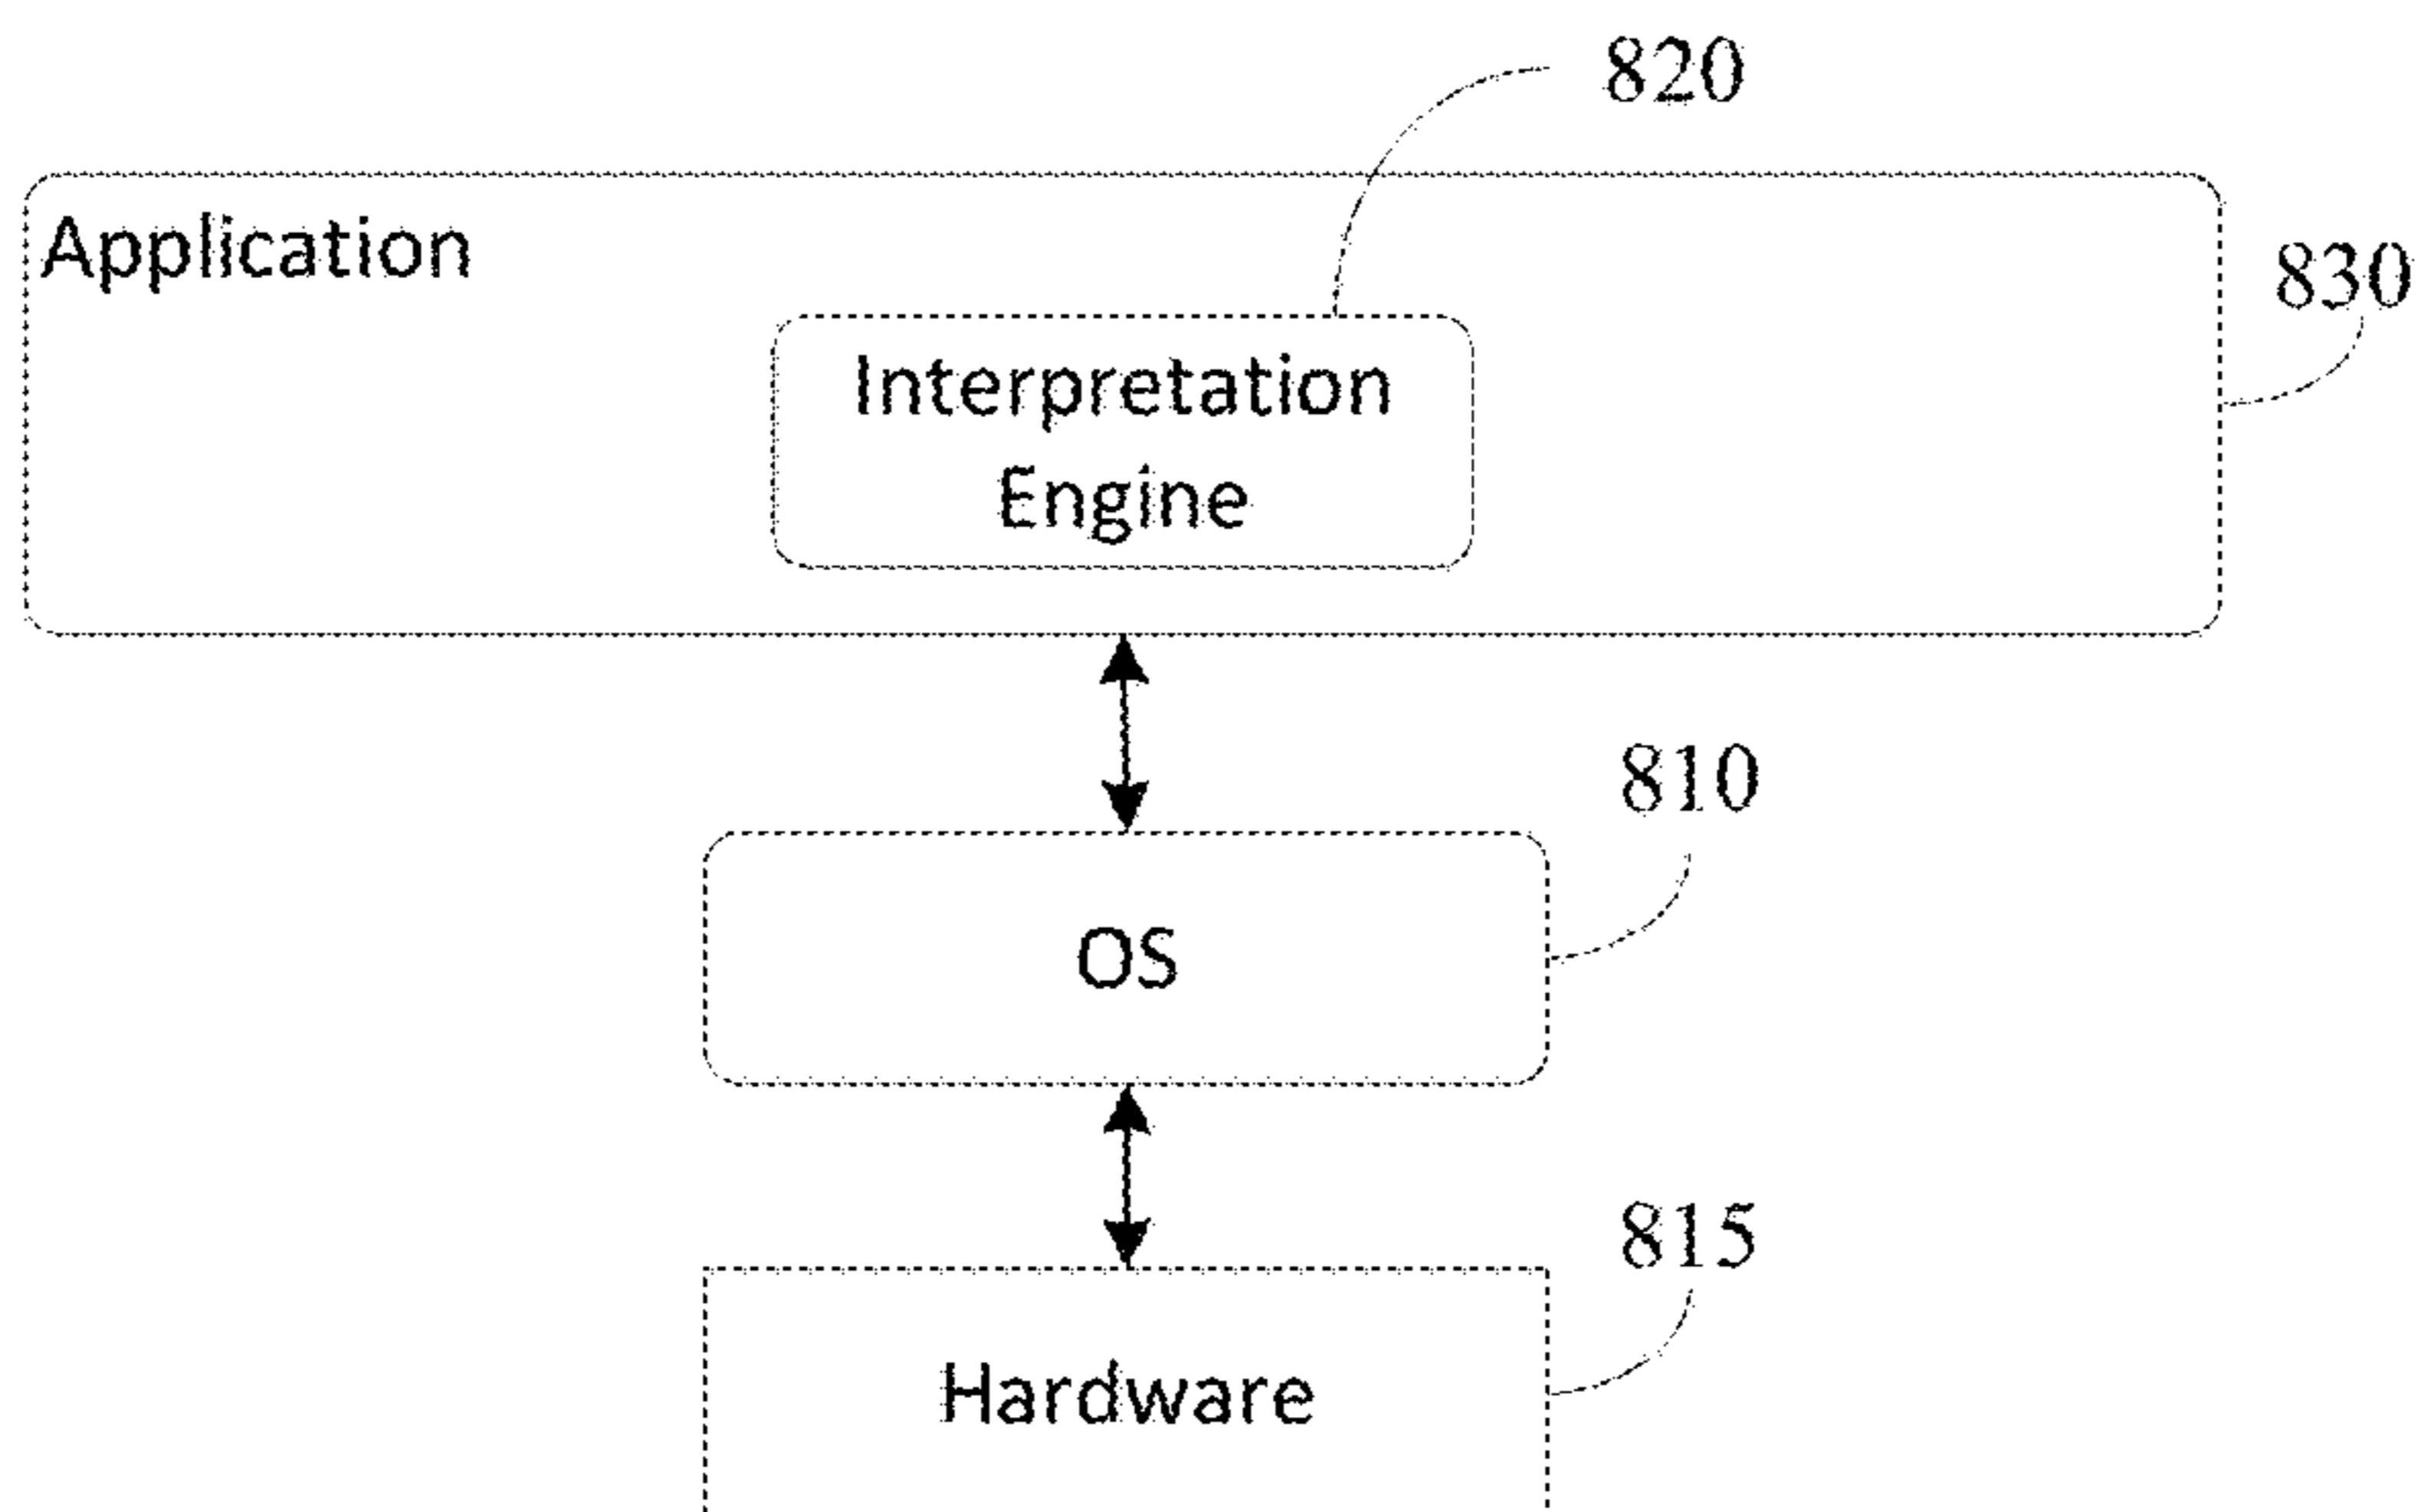 820
Application
830
Interpretation
Engine
810
OS
815
Hardware